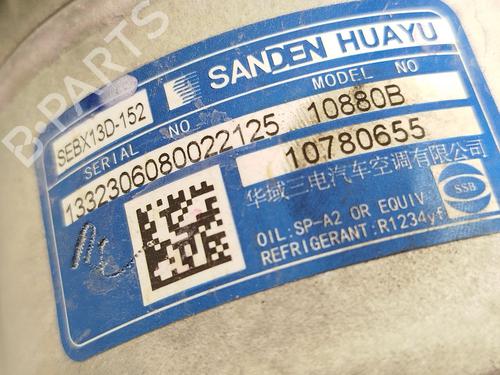 B-PARTS
SANDEN HUAYU
SEBX13D-152
SERIAL NO
MODEL NO
1332306080022125
10880B
10780655
华域三电汽车空调有限公司
SSB
OIL:SP-A2 OR EQUIV
REFRIGERANT:R1234yf